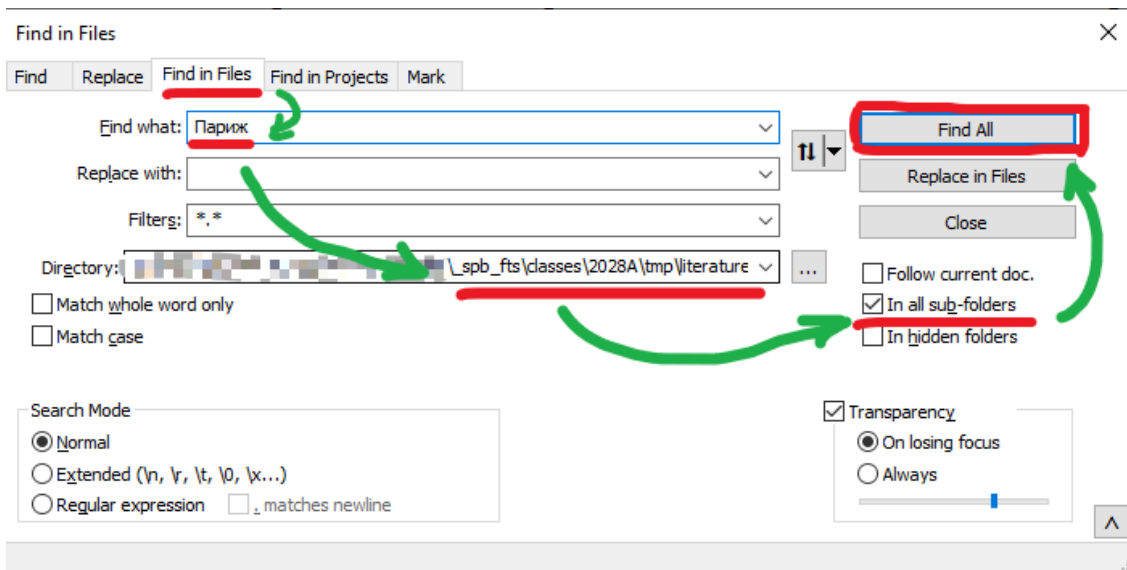 Find in Files
Find Replace Find in Files Find in Projects Mark
Find what: Париж
Find All
Replace with:
Replace in Files
Filters: *.*
Close
Directory: \_spb_fts\classes\2028A\tmp\literature ...
Follow current doc.
Match whole word only
In all sub-folders
Match case
In hidden folders
Search Mode
Transparency
Normal
On losing focus
Extended (\n, \r, \t, \0, \x...)
Always
Regular expression . matches newline